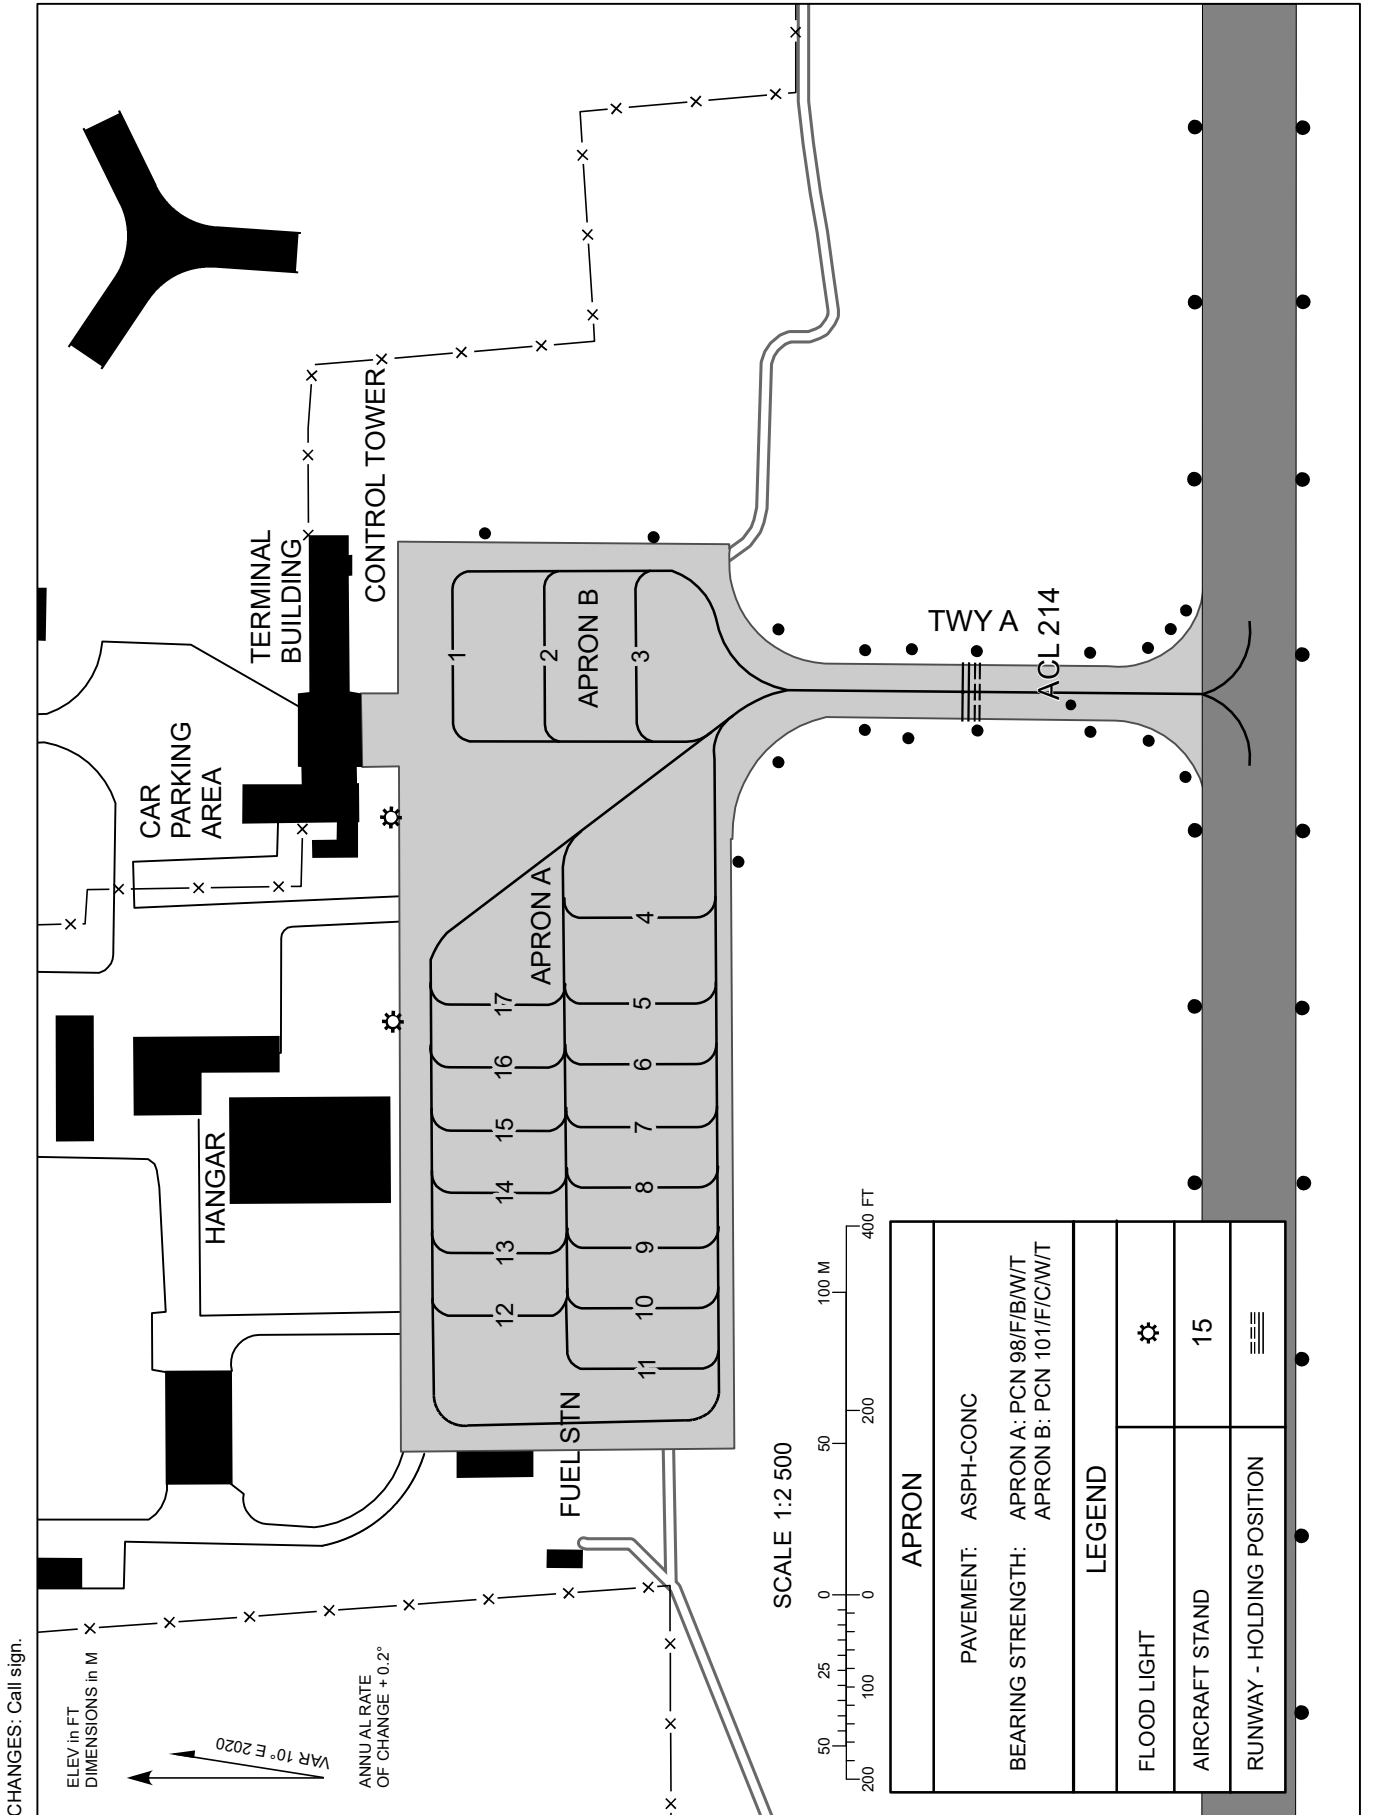 CHANGES: Call sign.
ELEV in FT
DIMENSIONS in M
VAR 10° E 2020
ANNUAL RATE
OF CHANGE + 0.2°
HANGAR
CAR
PARKING
AREA
TERMINAL
BUILDING
CONTROL TOWER
FUEL STN
APRON A
APRON B
1
2
3
4
5
6
7
8
9
10
11
12
13
14
15
16
17
TWY A
ACL 214
SCALE 1:2 500
50 25 0 50 100 M
200 100 0 200 400 FT
APRON
PAVEMENT: ASPH-CONC
BEARING STRENGTH: APRON A: PCN 98/F/B/W/T
APRON B: PCN 101/F/C/W/T
LEGEND
FLOOD LIGHT
AIRCRAFT STAND 15
RUNWAY - HOLDING POSITION